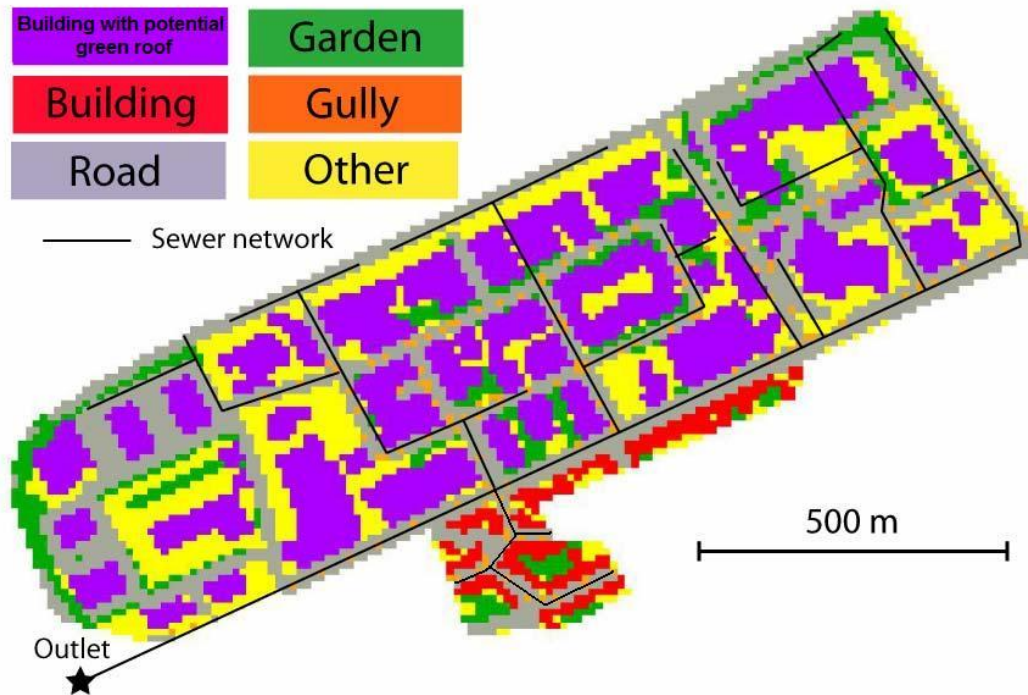 Building with potential
green roof
Garden
Building
Gully
Road
Other
Sewer network
500 m
Outlet